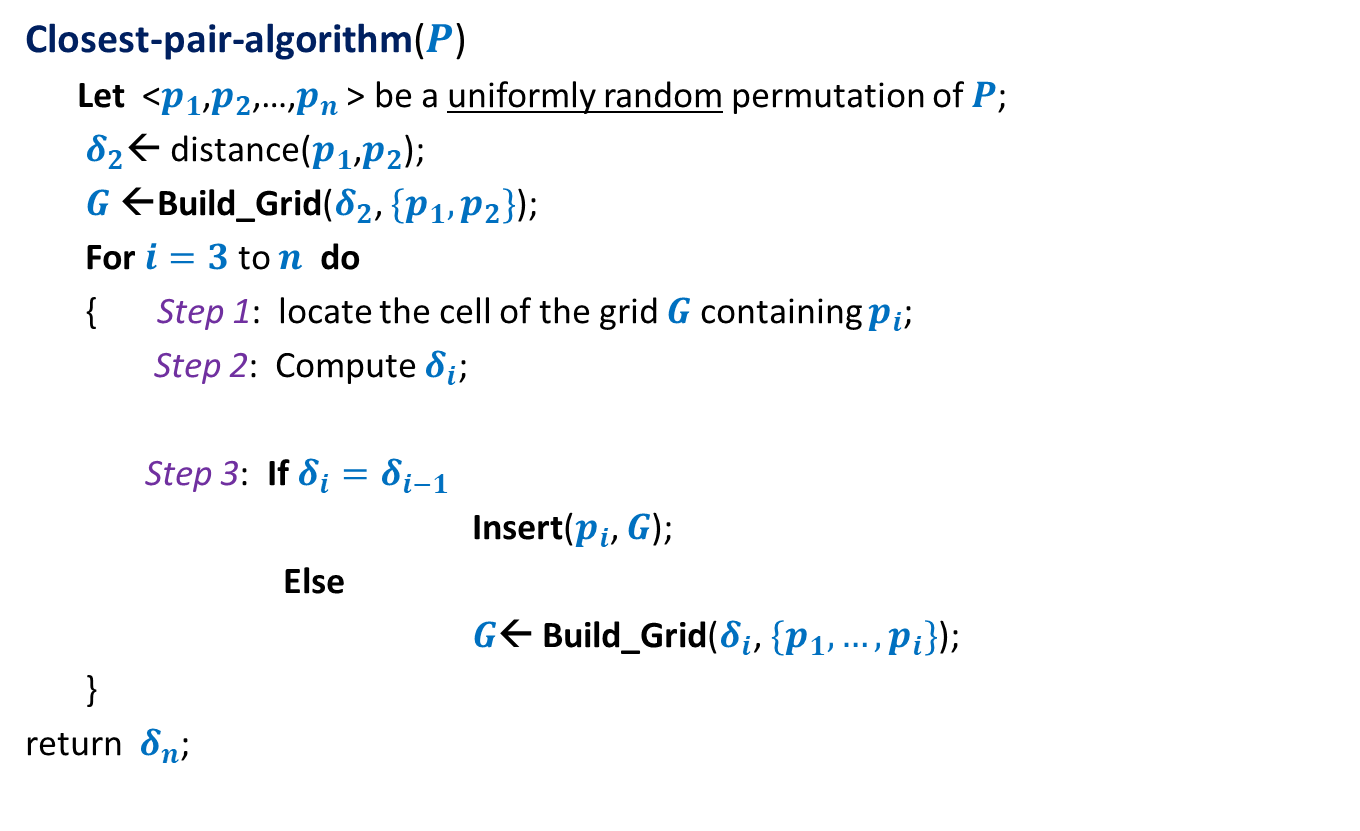 Closest-pair-algorithm(P)
Let <p₁,p₂,...,pₙ > be a uniformly random permutation of P;
δ₂← distance(p₁,p₂);
G ←Build_Grid(δ₂, {p₁, p₂});
For i = 3 to n do
{ Step 1: locate the cell of the grid G containing pᵢ;
Step 2: Compute δᵢ;
Step 3: If δᵢ = δᵢ₋₁
Insert(pᵢ, G);
Else
G← Build_Grid(δᵢ, {p₁, … , pᵢ});
}
return δₙ;